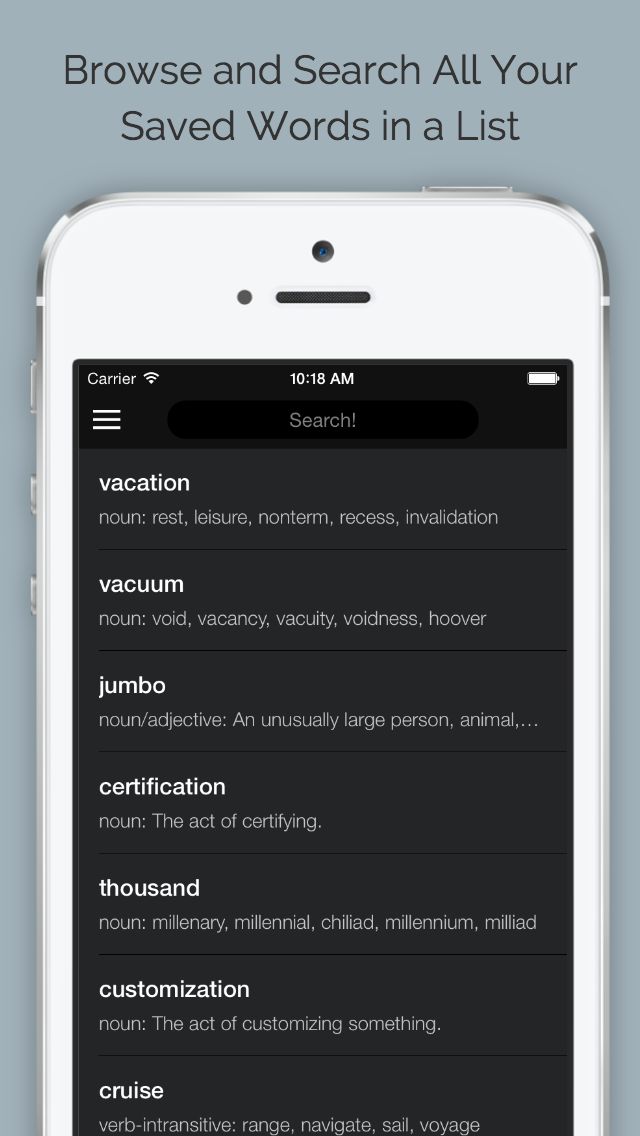 Browse and Search All Your
Saved Words in a List
Carrier 10:18 AM
Search!
vacation
noun: rest, leisure, nonterm, recess, invalidation
vacuum
noun: void, vacancy, vacuity, voidness, hoover
jumbo
noun/adjective: An unusually large person, animal,...
certification
noun: The act of certifying.
thousand
noun: millenary, millennial, chiliad, millennium, milliad
customization
noun: The act of customizing something.
cruise
verb-intransitive: range, navigate, sail, voyage